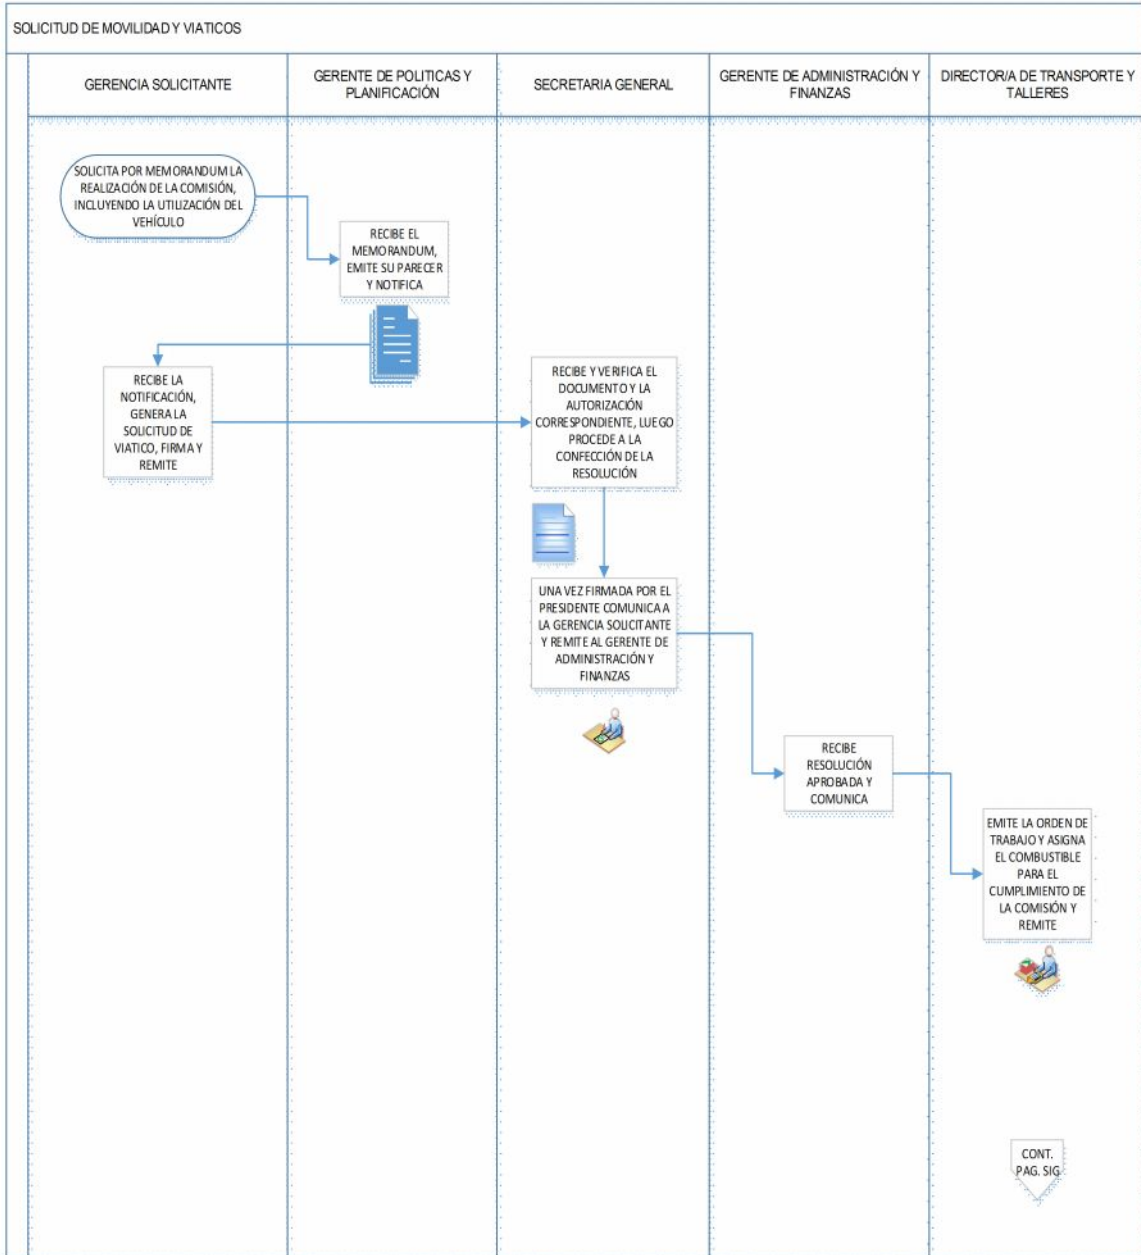 SOLICITUD DE MOVILIDAD Y VIATICOS
GERENCIA SOLICITANTE
GERENTE DE POLITICAS Y
PLANIFICACIÓN
SECRETARIA GENERAL
GERENTE DE ADMINISTRACIÓN Y
FINANZAS
DIRECTOR/A DE TRANSPORTE Y
TALLERES
SOLICITA POR MEMORANDUM LA
REALIZACIÓN DE LA COMISIÓN,
INCLUYENDO LA UTILIZACIÓN DEL
VEHÍCULO
RECIBE EL
MEMORANDUM,
EMITE SU PARECER
Y NOTIFICA
RECIBE LA
NOTIFICACIÓN,
GENERA LA
SOLICITUD DE
VIATICO, FIRMA Y
REMITE
RECIBE Y VERIFICA EL
DOCUMENTO Y LA
AUTORIZACIÓN
CORRESPONDIENTE, LUEGO
PROCEDE A LA
CONFECCIÓN DE LA
RESOLUCIÓN
UNA VEZ FIRMADA POR EL
PRESIDENTE COMUNICA A
LA GERENCIA SOLICITANTE
Y REMITE AL GERENTE DE
ADMINISTRACIÓN Y
FINANZAS
RECIBE
RESOLUCIÓN
APROBADA Y
COMUNICA
EMITE LA ORDEN DE
TRABAJO Y ASIGNA
EL COMBUSTIBLE
PARA EL
CUMPLIMIENTO DE
LA COMISIÓN Y
REMITE
CONT.
PAG. SIG